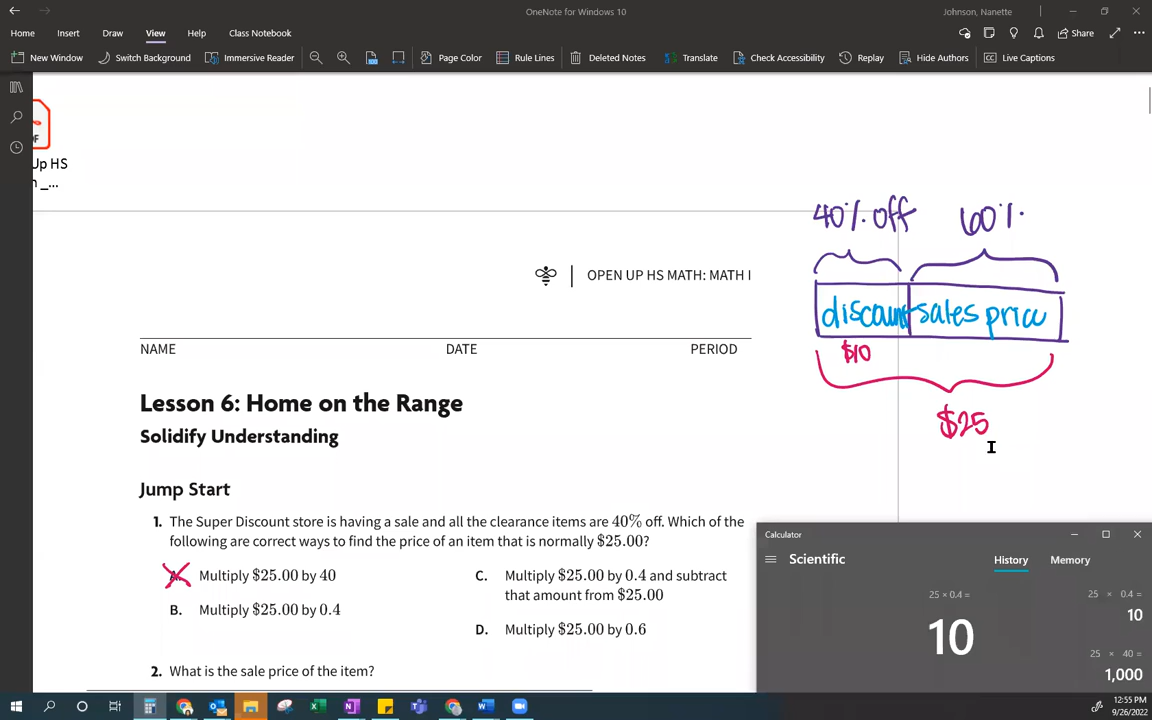 OneNote for Windows 10
Johnson, Nanette
Home Insert Draw View Help Class Notebook
Share
New Window Switch Background Immersive Reader Page Color Rule Lines Deleted Notes Translate Check Accessibility Replay Hide Authors Live Captions
Up HS
_...
40% off 60%
OPEN UP HS MATH: MATH I
discount sales price
NAME DATE PERIOD
$10
Lesson 6: Home on the Range
$25
Solidify Understanding
Jump Start
1. The Super Discount store is having a sale and all the clearance items are 40% off. Which of the
following are correct ways to find the price of an item that is normally $25.00?
A. Multiply $25.00 by 40
B. Multiply $25.00 by 0.4
C. Multiply $25.00 by 0.4 and subtract
that amount from $25.00
D. Multiply $25.00 by 0.6
2. What is the sale price of the item?
Calculator
Scientific
History Memory
25 × 0.4 =
10
25 × 0.4 =
10
25 × 40 =
1,000
12:55 PM
9/26/2022